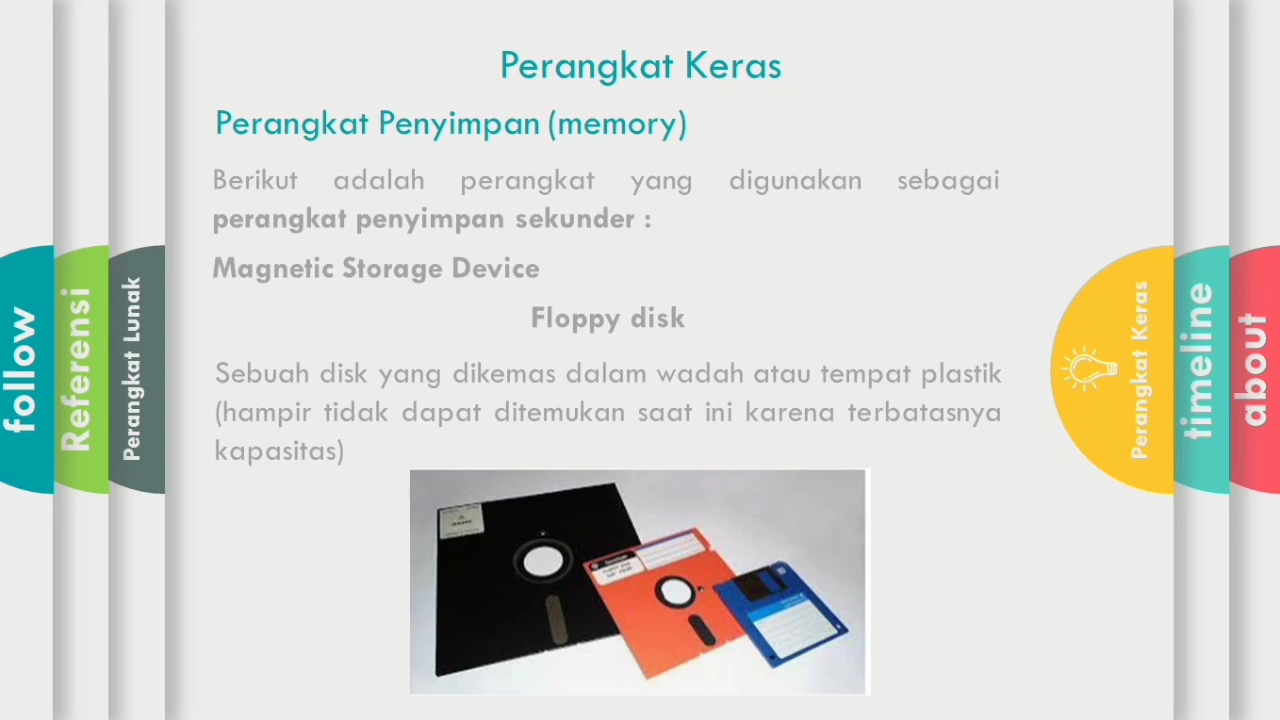 Perangkat Keras
Perangkat Penyimpan (memory)
Berikut adalah perangkat yang digunakan sebagai
perangkat penyimpan sekunder :
Magnetic Storage Device
Floppy disk
Sebuah disk yang dikemas dalam wadah atau tempat plastik
(hampir tidak dapat ditemukan saat ini karena terbatasnya
kapasitas)
follow
Referensi
Perangkat Lunak
Perangkat Keras
timeline
about